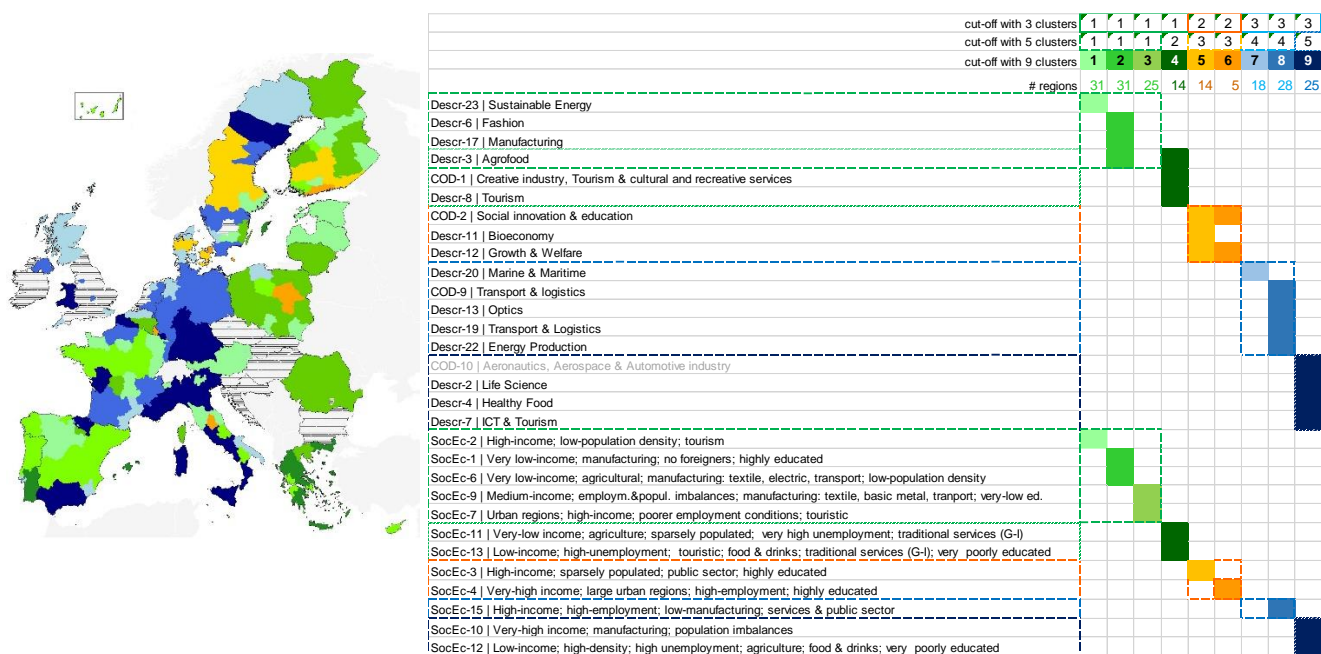 cut-off with 3 clusters 1 1 1 1 2 2 3 3 3
cut-off with 5 clusters 1 1 1 2 3 3 4 4 5
cut-off with 9 clusters 1 2 3 4 5 6 7 8 9
# regions 31 31 25 14 14 5 18 28 25
Descr-23 | Sustainable Energy
Descr-6 | Fashion
Descr-17 | Manufacturing
Descr-3 | Agrofood
COD-1 | Creative industry, Tourism & cultural and recreative services
Descr-8 | Tourism
COD-2 | Social innovation & education
Descr-11 | Bioeconomy
Descr-12 | Growth & Welfare
Descr-20 | Marine & Maritime
COD-9 | Transport & logistics
Descr-13 | Optics
Descr-19 | Transport & Logistics
Descr-22 | Energy Production
COD-10 | Aeronautics, Aerospace & Automotive industry
Descr-2 | Life Science
Descr-4 | Healthy Food
Descr-7 | ICT & Tourism
SocEc-2 | High-income; low-population density; tourism
SocEc-1 | Very low-income; manufacturing; no foreigners; highly educated
SocEc-6 | Very low-income; agricultural; manufacturing: textile, electric, transport; low-population density
SocEc-9 | Medium-income; employm.&popul. imbalances; manufacturing: textile, basic metal, tranport; very-low ed.
SocEc-7 | Urban regions; high-income; poorer employment conditions; touristic
SocEc-11 | Very-low income; agriculture; sparsely populated; very high unemployment; traditional services (G-I)
SocEc-13 | Low-income; high-unemployment; touristic; food & drinks; traditional services (G-I); very poorly educated
SocEc-3 | High-income; sparsely populated; public sector; highly educated
SocEc-4 | Very-high income; large urban regions; high-employment; highly educated
SocEc-15 | High-income; high-employment; low-manufacturing; services & public sector
SocEc-10 | Very-high income; manufacturing; population imbalances
SocEc-12 | Low-income; high-density; high unemployment; agriculture; food & drinks; very poorly educated